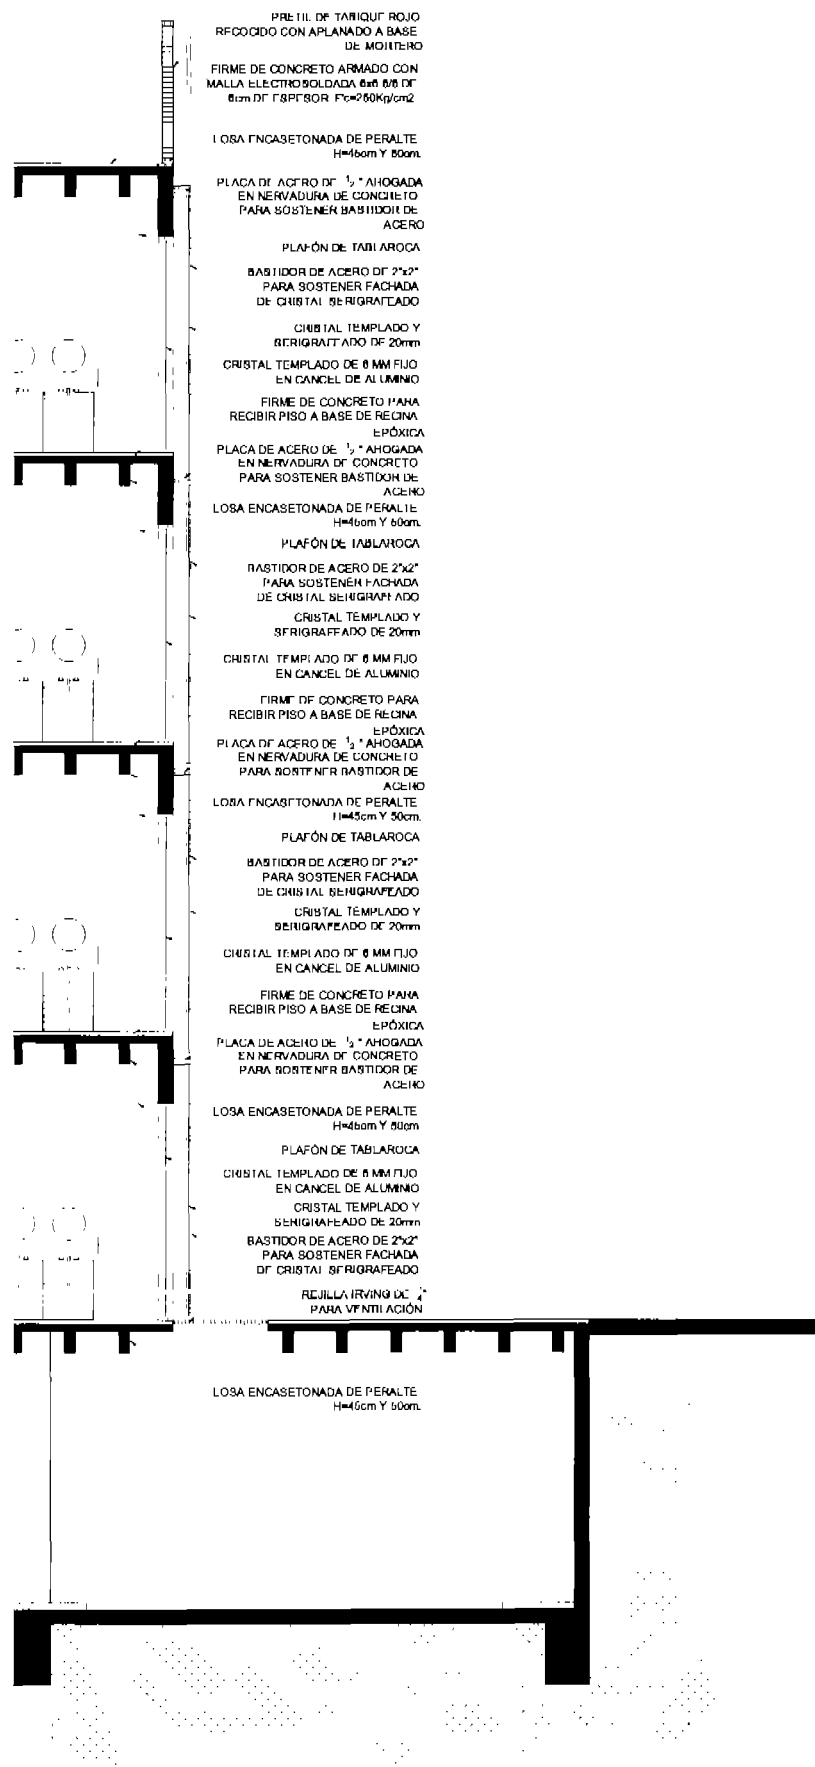 PRETIL DE TABIQUE ROJO
RECOCIDO CON APLANADO A BASE
DE MORTERO
FIRME DE CONCRETO ARMADO CON
MALLA ELECTROSOLDADA 6x6 6/6 DE
6cm DE ESPESOR F'c=250Kg/cm2
LOSA ENCASETONADA DE PERALTE
H=45cm Y 50cm.
PLACA DE ACERO DE 1/2" AHOGADA
EN NERVADURA DE CONCRETO
PARA SOSTENER BASTIDOR DE
ACERO
PLAFÓN DE TABLAROCA
BASTIDOR DE ACERO DE 2"x2"
PARA SOSTENER FACHADA
DE CRISTAL SERIGRAFEADO
CRISTAL TEMPLADO Y
SERIGRAFEADO DE 20mm
CRISTAL TEMPLADO DE 6 MM FIJO
EN CANCEL DE ALUMINIO
FIRME DE CONCRETO PARA
RECIBIR PISO A BASE DE RECINA
EPÓXICA
PLACA DE ACERO DE 1/2" AHOGADA
EN NERVADURA DE CONCRETO
PARA SOSTENER BASTIDOR DE
ACERO
LOSA ENCASETONADA DE PERALTE
H=45cm Y 50cm.
PLAFÓN DE TABLAROCA
BASTIDOR DE ACERO DE 2"x2"
PARA SOSTENER FACHADA
DE CRISTAL SERIGRAFEADO
CRISTAL TEMPLADO Y
SERIGRAFEADO DE 20mm
CRISTAL TEMPLADO DE 6 MM FIJO
EN CANCEL DE ALUMINIO
FIRME DE CONCRETO PARA
RECIBIR PISO A BASE DE RECINA
EPÓXICA
PLACA DE ACERO DE 1/2" AHOGADA
EN NERVADURA DE CONCRETO
PARA SOSTENER BASTIDOR DE
ACERO
LOSA ENCASETONADA DE PERALTE
H=45cm Y 50cm.
PLAFÓN DE TABLAROCA
BASTIDOR DE ACERO DE 2"x2"
PARA SOSTENER FACHADA
DE CRISTAL SERIGRAFEADO
CRISTAL TEMPLADO Y
SERIGRAFEADO DE 20mm
CRISTAL TEMPLADO DE 6 MM FIJO
EN CANCEL DE ALUMINIO
FIRME DE CONCRETO PARA
RECIBIR PISO A BASE DE RECINA
EPÓXICA
PLACA DE ACERO DE 1/2" AHOGADA
EN NERVADURA DE CONCRETO
PARA SOSTENER BASTIDOR DE
ACERO
LOSA ENCASETONADA DE PERALTE
H=45cm Y 50cm
PLAFÓN DE TABLAROCA
CRISTAL TEMPLADO DE 6 MM FIJO
EN CANCEL DE ALUMINIO
CRISTAL TEMPLADO Y
SERIGRAFEADO DE 20mm
BASTIDOR DE ACERO DE 2"x2"
PARA SOSTENER FACHADA
DE CRISTAL SERIGRAFEADO
REJILLA IRVING DE
PARA VENTILACIÓN
LOSA ENCASETONADA DE PERALTE
H=45cm Y 50cm.